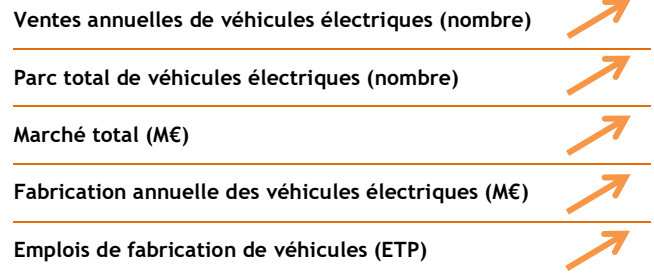 Ventes annuelles de véhicules électriques (nombre)
Parc total de véhicules électriques (nombre)
Marché total (M€)
Fabrication annuelle des véhicules électriques (M€)
Emplois de fabrication de véhicules (ETP)